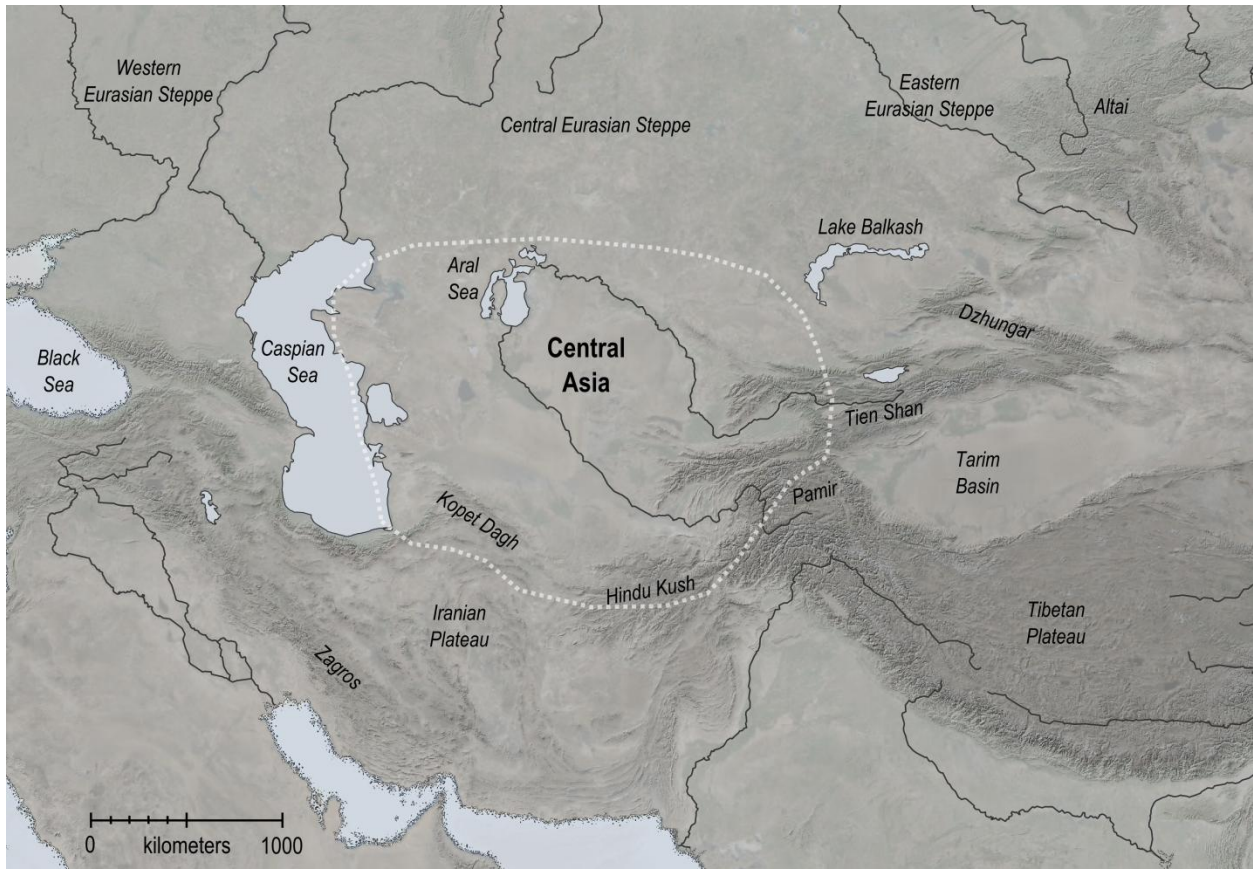 Western
Eurasian Steppe
Central Eurasian Steppe
Eastern
Eurasian Steppe
Altai
Lake Balkash
Aral
Sea
Dzhungar
Black
Sea
Caspian
Sea
Central
Asia
Tien Shan
Tarim
Basin
Pamir
Kopet Dagh
Hindu Kush
Iranian
Plateau
Tibetan
Plateau
Zagros
0 kilometers 1000